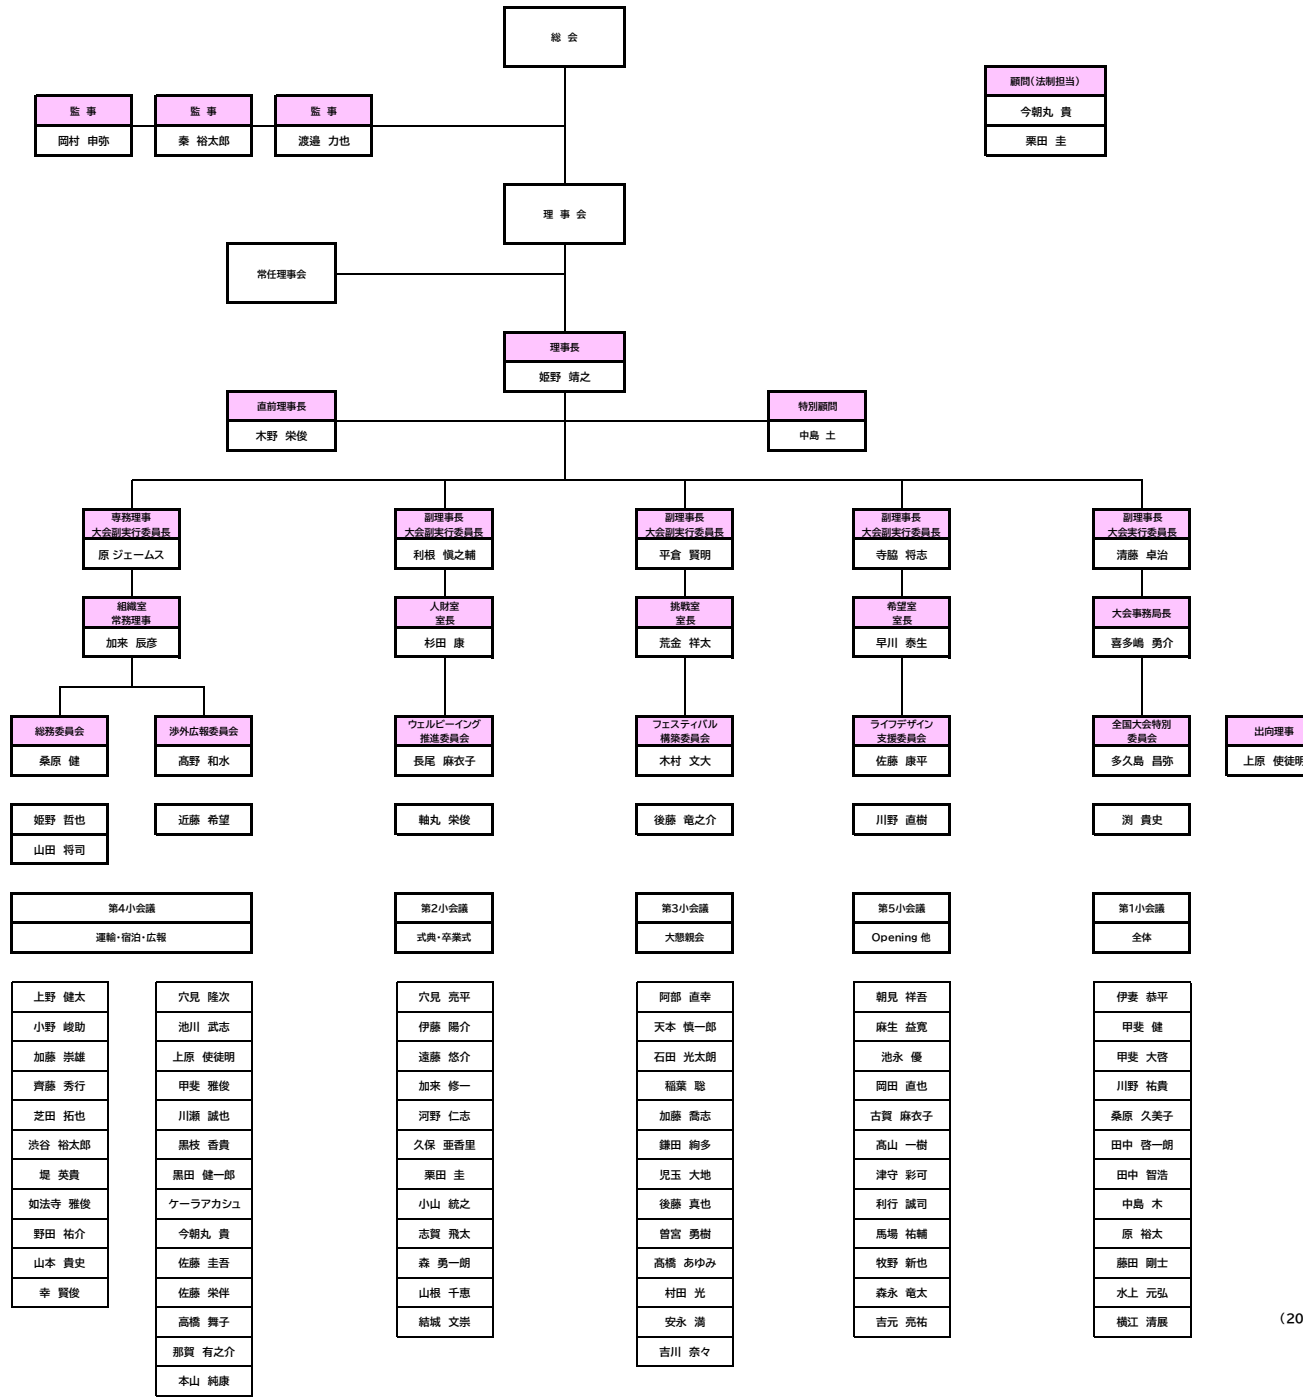 総 会
顧問(法制担当)
今朝丸 貴
栗田 圭
監 事
岡村 申弥
監 事
秦 裕太郎
監 事
渡邉 力也
理 事 会
常任理事会
理事長
姫野 靖之
直前理事長
木野 栄俊
特別顧問
中島 土
専務理事
大会副実行委員長
原 ジェームス
副理事長
大会副実行委員長
利根 愼之輔
副理事長
大会副実行委員長
平倉 賢明
副理事長
大会副実行委員長
寺脇 将志
副理事長
大会実行委員長
清藤 卓治
組織室
常務理事
加来 辰彦
人財室
室長
杉田 康
挑戦室
室長
荒金 祥太
希望室
室長
早川 泰生
大会事務局長
喜多嶋 勇介
総務委員会
桑原 健
渉外広報委員会
髙野 和水
ウェルビーイング
推進委員会
長尾 麻衣子
フェスティバル
構築委員会
木村 文大
ライフデザイン
支援委員会
佐藤 康平
全国大会特別
委員会
多久島 昌弥
出向理事
上原 使徒明
姫野 哲也
山田 将司
近藤 希望
軸丸 栄俊
後藤 竜之介
川野 直樹
渕 貴史
第4小会議
運輸・宿泊・広報
第2小会議
式典・卒業式
第3小会議
大懇親会
第5小会議
Opening 他
第1小会議
全体
上野 健太
小野 峻助
加藤 崇雄
齊藤 秀行
芝田 拓也
渋谷 裕太郎
堤 英貴
如法寺 雅俊
野田 祐介
山本 貴史
幸 賢俊
穴見 隆次
池川 武志
上原 使徒明
甲斐 雅俊
川瀬 誠也
黒枝 香貴
黒田 健一郎
ケーラアカシュ
今朝丸 貴
佐藤 圭吾
佐藤 栄伴
高橋 舞子
那賀 有之介
本山 純康
穴見 亮平
伊藤 陽介
遠藤 悠介
加来 修一
河野 仁志
久保 亜香里
栗田 圭
小山 統之
志賀 飛太
森 勇一朗
山根 千恵
結城 文崇
阿部 直幸
天本 慎一郎
石田 光太朗
稲葉 聡
加藤 喬志
鎌田 絢多
児玉 大地
後藤 真也
曽宮 勇樹
髙橋 あゆみ
村田 光
安永 満
吉川 奈々
朝見 祥吾
麻生 益寛
池永 優
岡田 直也
古賀 麻衣子
髙山 一樹
津守 彩可
利行 誠司
馬場 祐輔
牧野 新也
森永 竜太
吉元 亮祐
伊妻 恭平
甲斐 健
甲斐 大啓
川野 祐貴
桑原 久美子
田中 啓一朗
田中 智浩
中島 木
原 裕太
藤田 剛士
水上 元弘
横江 清展
(20